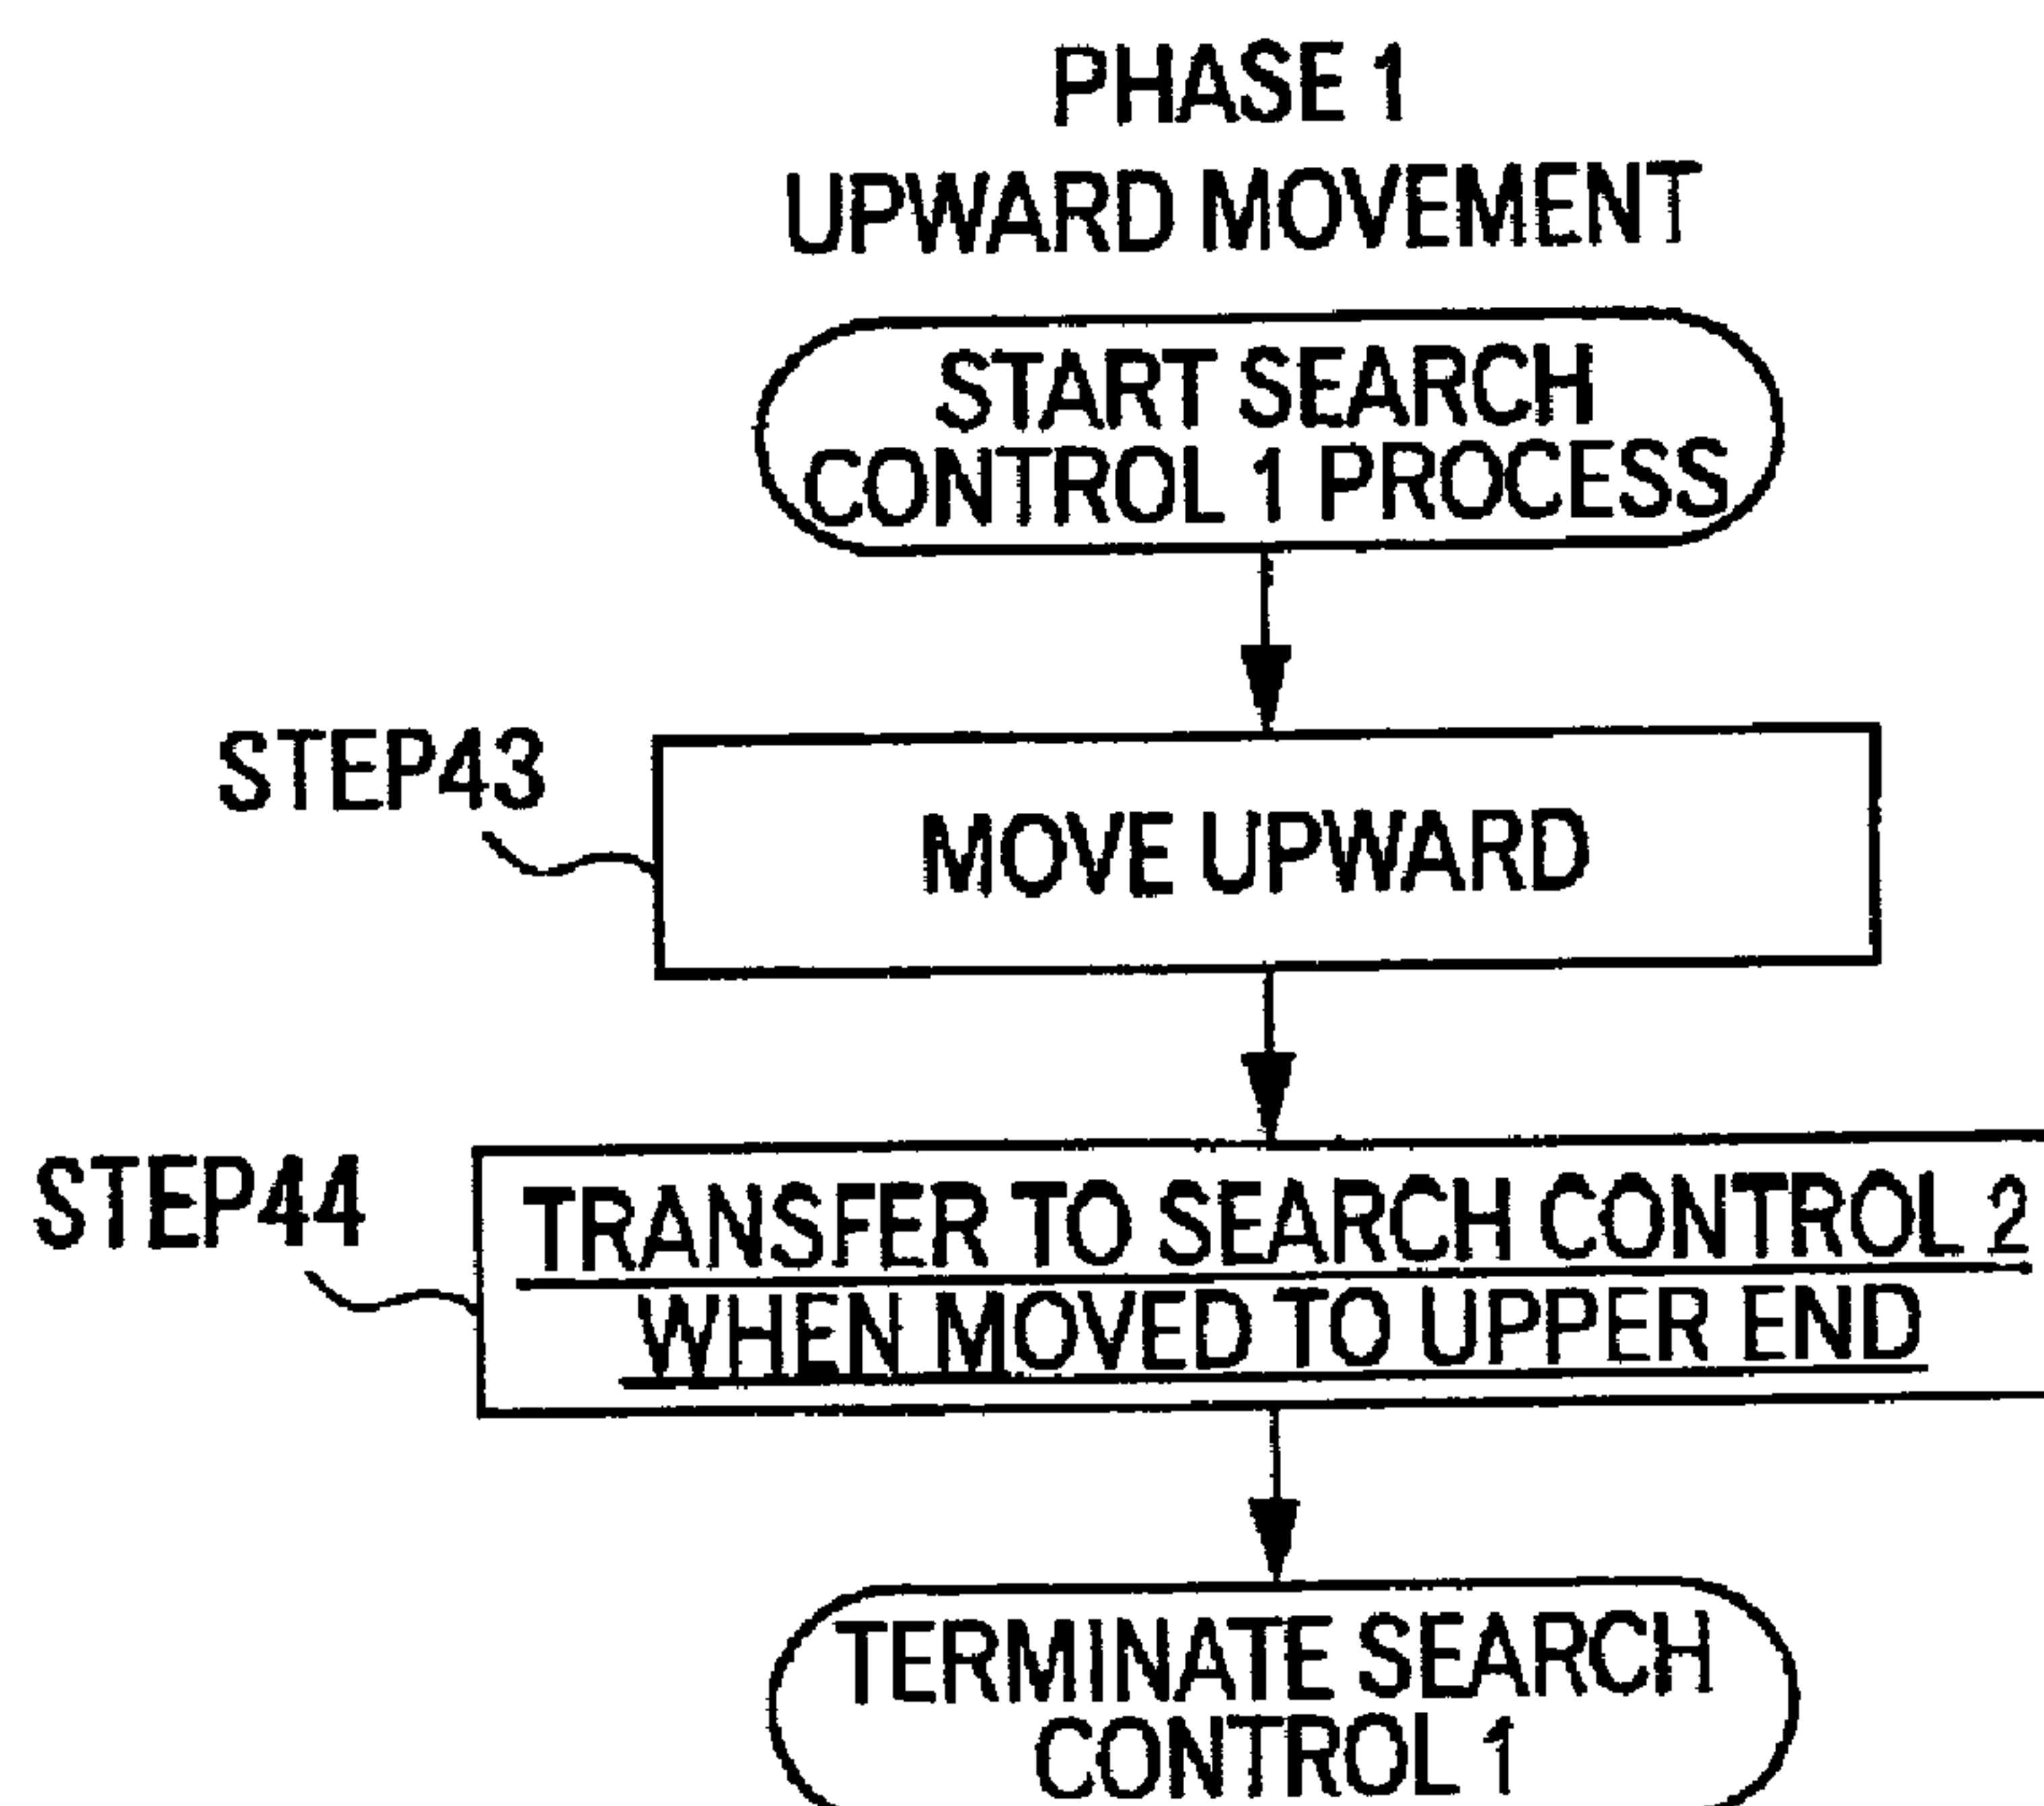 PHASE 1
UPWARD MOVEMENT
START SEARCH
CONTROL 1 PROCESS
STEP43
MOVE UPWARD
STEP44
TRANSFER TO SEARCH CONTROL 2
WHEN MOVED TO UPPER END
TERMINATE SEARCH
CONTROL 1